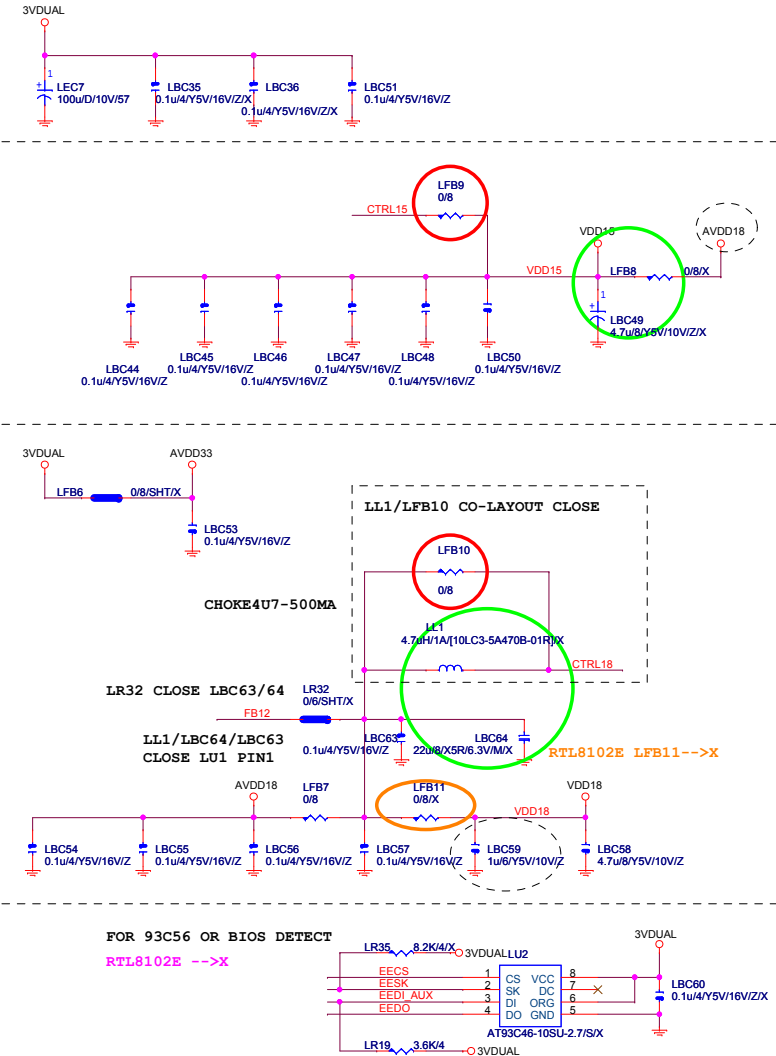 3VDUAL
1
+
LEC7
100u/D/10V/57
LBC35
0.1u/4/Y5V/16V/Z/X
LBC36
0.1u/4/Y5V/16V/Z/X
LBC51
0.1u/4/Y5V/16V/Z
LFB9
0/8
CTRL15
VDD15
AVDD18
VDD15
LFB8
0/8/X
1
+
LBC49
4.7u/8/Y5V/10V/Z/X
LBC44
0.1u/4/Y5V/16V/Z
LBC45
0.1u/4/Y5V/16V/Z
LBC46
0.1u/4/Y5V/16V/Z
LBC47
0.1u/4/Y5V/16V/Z
LBC48
0.1u/4/Y5V/16V/Z
LBC50
0.1u/4/Y5V/16V/Z
3VDUAL
AVDD33
LFB6
0/8/SHT/X
LBC53
0.1u/4/Y5V/16V/Z
LL1/LFB10 CO-LAYOUT CLOSE
LFB10
0/8
CHOKE4U7-500MA
LL1
4.7uH/1A/[10LC3-5A470B-01R]/X
CTRL18
LR32 CLOSE LBC63/64
LR32
0/6/SHT/X
FB12
LL1/LBC64/LBC63
CLOSE LU1 PIN1
LBC63
0.1u/4/Y5V/16V/Z
LBC64
22u/8/X5R/6.3V/M/X
RTL8102E LFB11-->X
AVDD18
LFB7
0/8
LFB11
0/8/X
VDD18
VDD18
LBC54
0.1u/4/Y5V/16V/Z
LBC55
0.1u/4/Y5V/16V/Z
LBC56
0.1u/4/Y5V/16V/Z
LBC57
0.1u/4/Y5V/16V/Z
LBC59
1u/6/Y5V/10V/Z
LBC58
4.7u/8/Y5V/10V/Z
FOR 93C56 OR BIOS DETECT
RTL8102E -->X
LR35
8.2K/4/X
3VDUAL
LU2
3VDUAL
EECS
1
CS
VCC
8
EESK
2
SK
DC
7
EEDI_AUX
3
DI
ORG
6
EEDO
4
DO
GND
5
LBC60
0.1u/4/Y5V/16V/Z/X
AT93C46-10SU-2.7/S/X
LR19
3.6K/4
3VDUAL